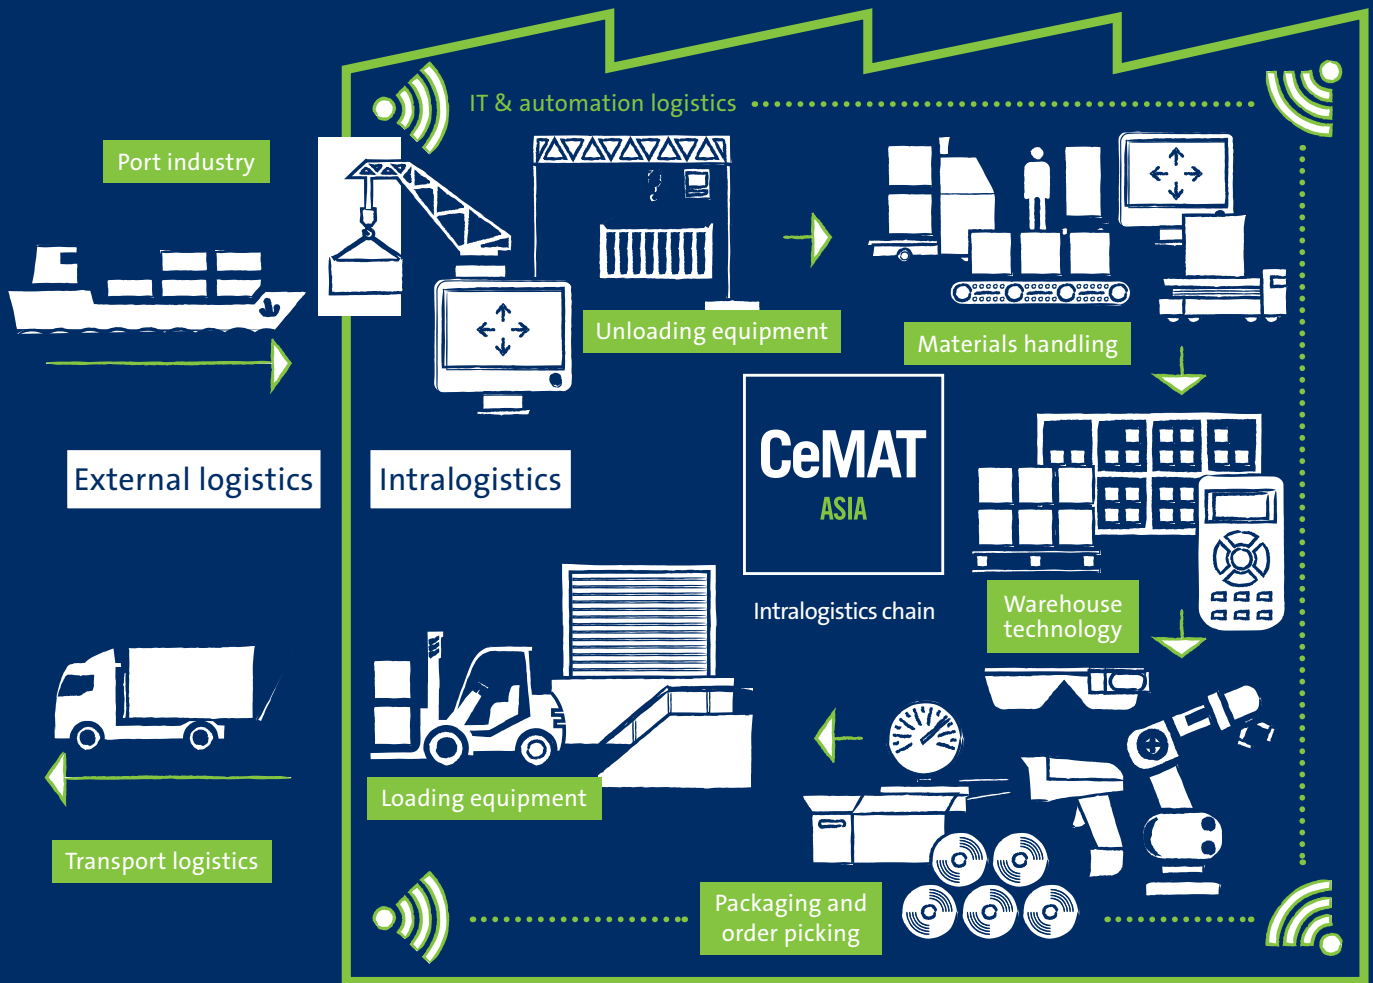 IT & automation logistics
Port industry
Unloading equipment
Materials handling
External logistics
Intralogistics
CeMAT
ASIA
Intralogistics chain
Warehouse
technology
Loading equipment
Transport logistics
Packaging and
order picking